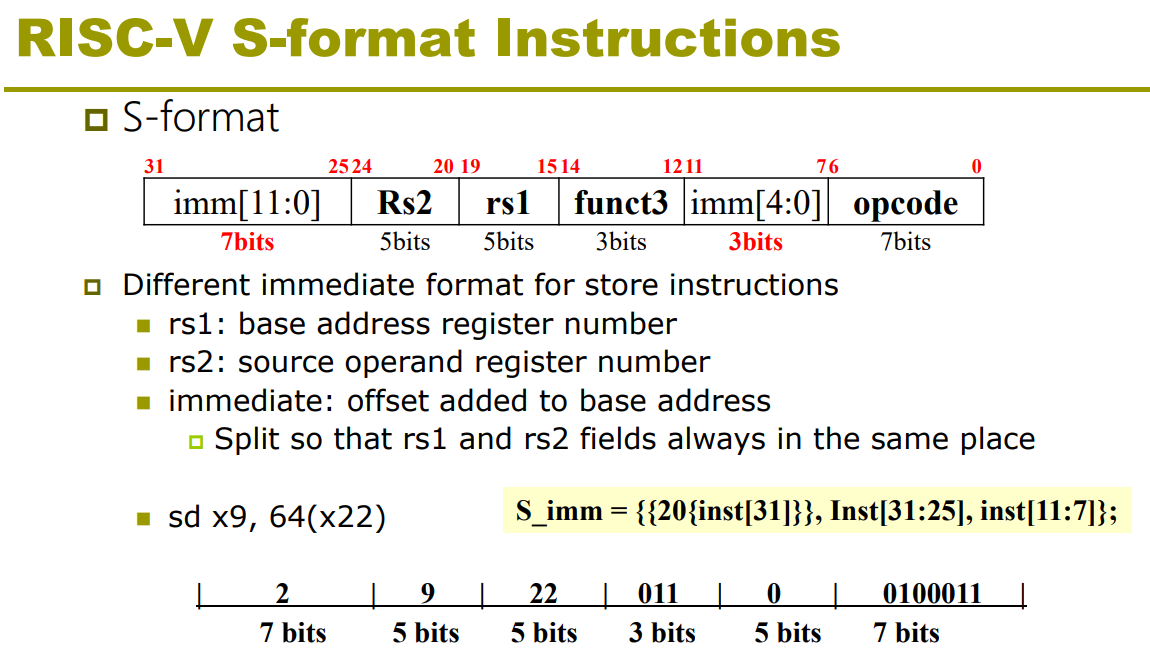 RISC-V S-format Instructions
S-format
31 25 24 20 19 15 14 12 11 7 6 0
imm[11:0] Rs2 rs1 funct3 imm[4:0] opcode
7bits 5bits 5bits 3bits 3bits 7bits
Different immediate format for store instructions
rs1: base address register number
rs2: source operand register number
immediate: offset added to base address
Split so that rs1 and rs2 fields always in the same place
sd x9, 64(x22)
S_imm = {{20{inst[31]}}, Inst[31:25], inst[11:7]};
| 2 | 9 | 22 | 011 | 0 | 0100011 |
7 bits 5 bits 5 bits 3 bits 5 bits 7 bits